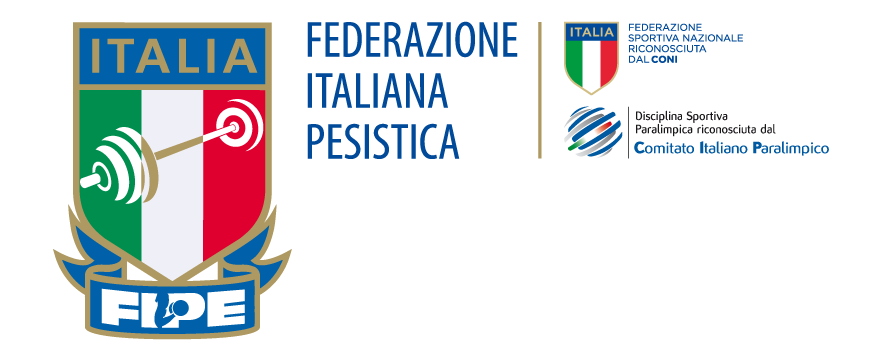 ITALIA
FIPE
FEDERAZIONE
ITALIANA
PESISTICA
ITALIA
FEDERAZIONE
SPORTIVA NAZIONALE
RICONOSCIUTA
DAL CONI
Disciplina Sportiva
Paralimpica riconosciuta dal
Comitato Italiano Paralimpico